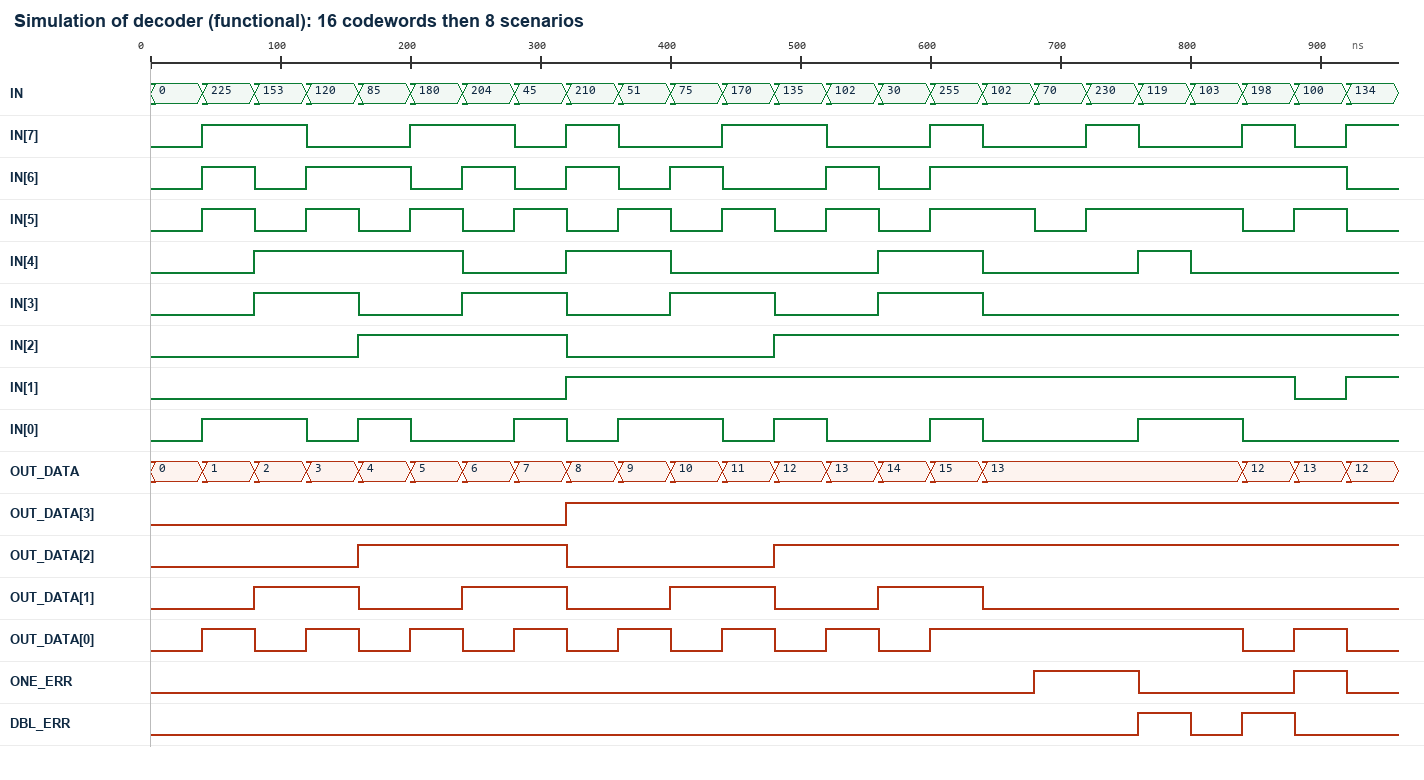 Simulation of decoder (functional): 16 codewords then 8 scenarios
0 100 200 300 400 500 600 700 800 900 ns
IN 0 225 153 120 85 180 204 45 210 51 75 170 135 102 30 255 102 70 230 119 103 198 100 134
IN[7]
IN[6]
IN[5]
IN[4]
IN[3]
IN[2]
IN[1]
IN[0]
OUT_DATA 0 1 2 3 4 5 6 7 8 9 10 11 12 13 14 15 13 12 13 12
OUT_DATA[3]
OUT_DATA[2]
OUT_DATA[1]
OUT_DATA[0]
ONE_ERR
DBL_ERR